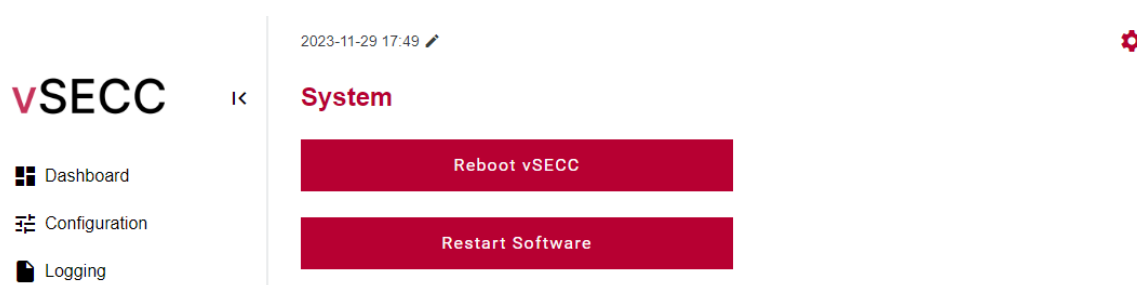 2023-11-29 17:49
vSECC
System
Reboot vSECC
Dashboard
Configuration
Restart Software
Logging